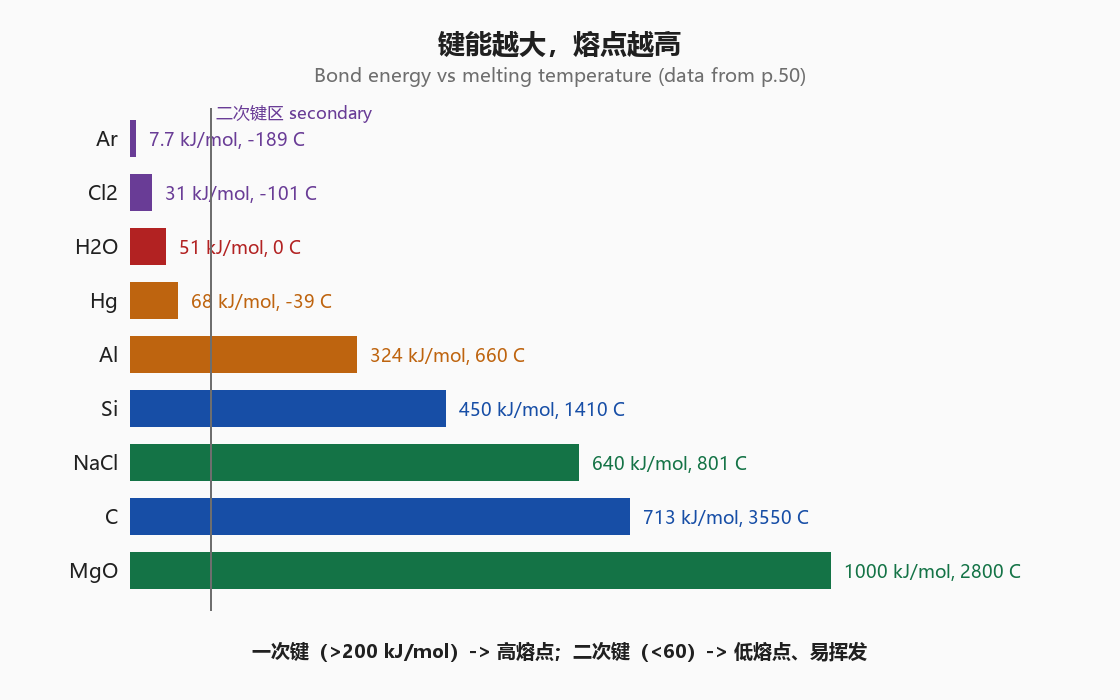 键能越大，熔点越高
Bond energy vs melting temperature (data from p.50)
二次键区 secondary
Ar 7.7 kJ/mol, -189 C
Cl2 31 kJ/mol, -101 C
H2O 51 kJ/mol, 0 C
Hg 68 kJ/mol, -39 C
Al 324 kJ/mol, 660 C
Si 450 kJ/mol, 1410 C
NaCl 640 kJ/mol, 801 C
C 713 kJ/mol, 3550 C
MgO 1000 kJ/mol, 2800 C
一次键（>200 kJ/mol）-> 高熔点；二次键（<60）-> 低熔点、易挥发